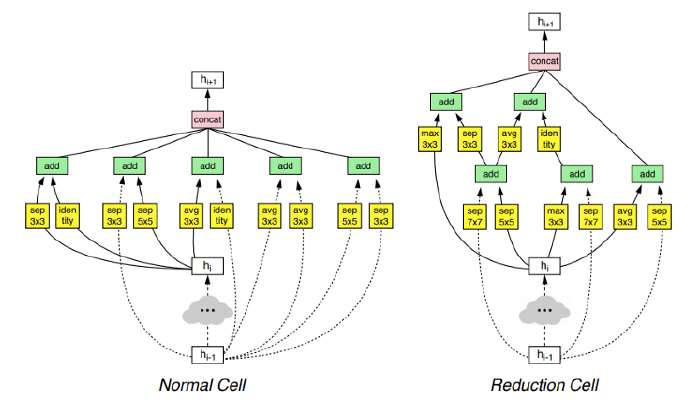 h_{i+1}
concat
add add add add add
sep 3x3 iden tity sep 3x3 sep 5x5 avg 3x3 iden tity avg 3x3 avg 3x3 sep 5x5 sep 3x3
h_i
...
h_{i-1}
Normal Cell
h_{i+1}
concat
add add
max 3x3 sep 3x3 avg 3x3 iden tity
add add add
sep 7x7 sep 5x5 max 3x3 sep 7x7 avg 3x3 sep 5x5
h_i
...
h_{i-1}
Reduction Cell